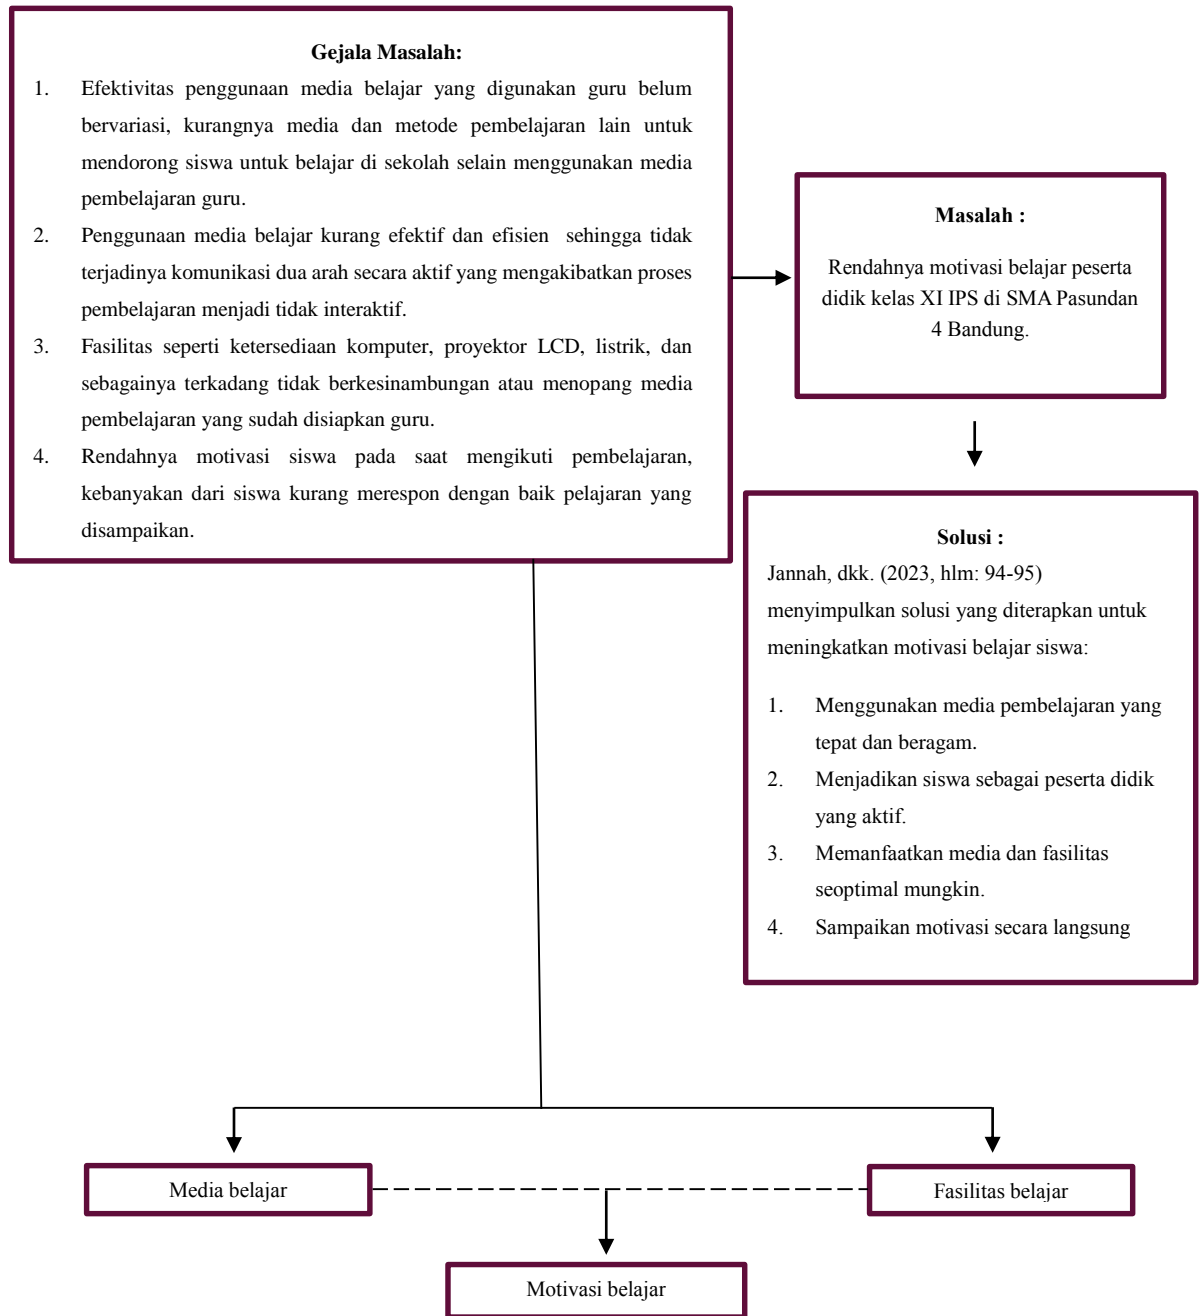 Gejala Masalah:
1. Efektivitas penggunaan media belajar yang digunakan guru belum
bervariasi, kurangnya media dan metode pembelajaran lain untuk
mendorong siswa untuk belajar di sekolah selain menggunakan media
pembelajaran guru.
2. Penggunaan media belajar kurang efektif dan efisien sehingga tidak
terjadinya komunikasi dua arah secara aktif yang mengakibatkan proses
pembelajaran menjadi tidak interaktif.
3. Fasilitas seperti ketersediaan komputer, proyektor LCD, listrik, dan
sebagainya terkadang tidak berkesinambungan atau menopang media
pembelajaran yang sudah disiapkan guru.
4. Rendahnya motivasi siswa pada saat mengikuti pembelajaran,
kebanyakan dari siswa kurang merespon dengan baik pelajaran yang
disampaikan.
Masalah :
Rendahnya motivasi belajar peserta
didik kelas XI IPS di SMA Pasundan
4 Bandung.
Solusi :
Jannah, dkk. (2023, hlm: 94-95)
menyimpulkan solusi yang diterapkan untuk
meningkatkan motivasi belajar siswa:
1. Menggunakan media pembelajaran yang
tepat dan beragam.
2. Menjadikan siswa sebagai peserta didik
yang aktif.
3. Memanfaatkan media dan fasilitas
seoptimal mungkin.
4. Sampaikan motivasi secara langsung
Media belajar
Fasilitas belajar
Motivasi belajar